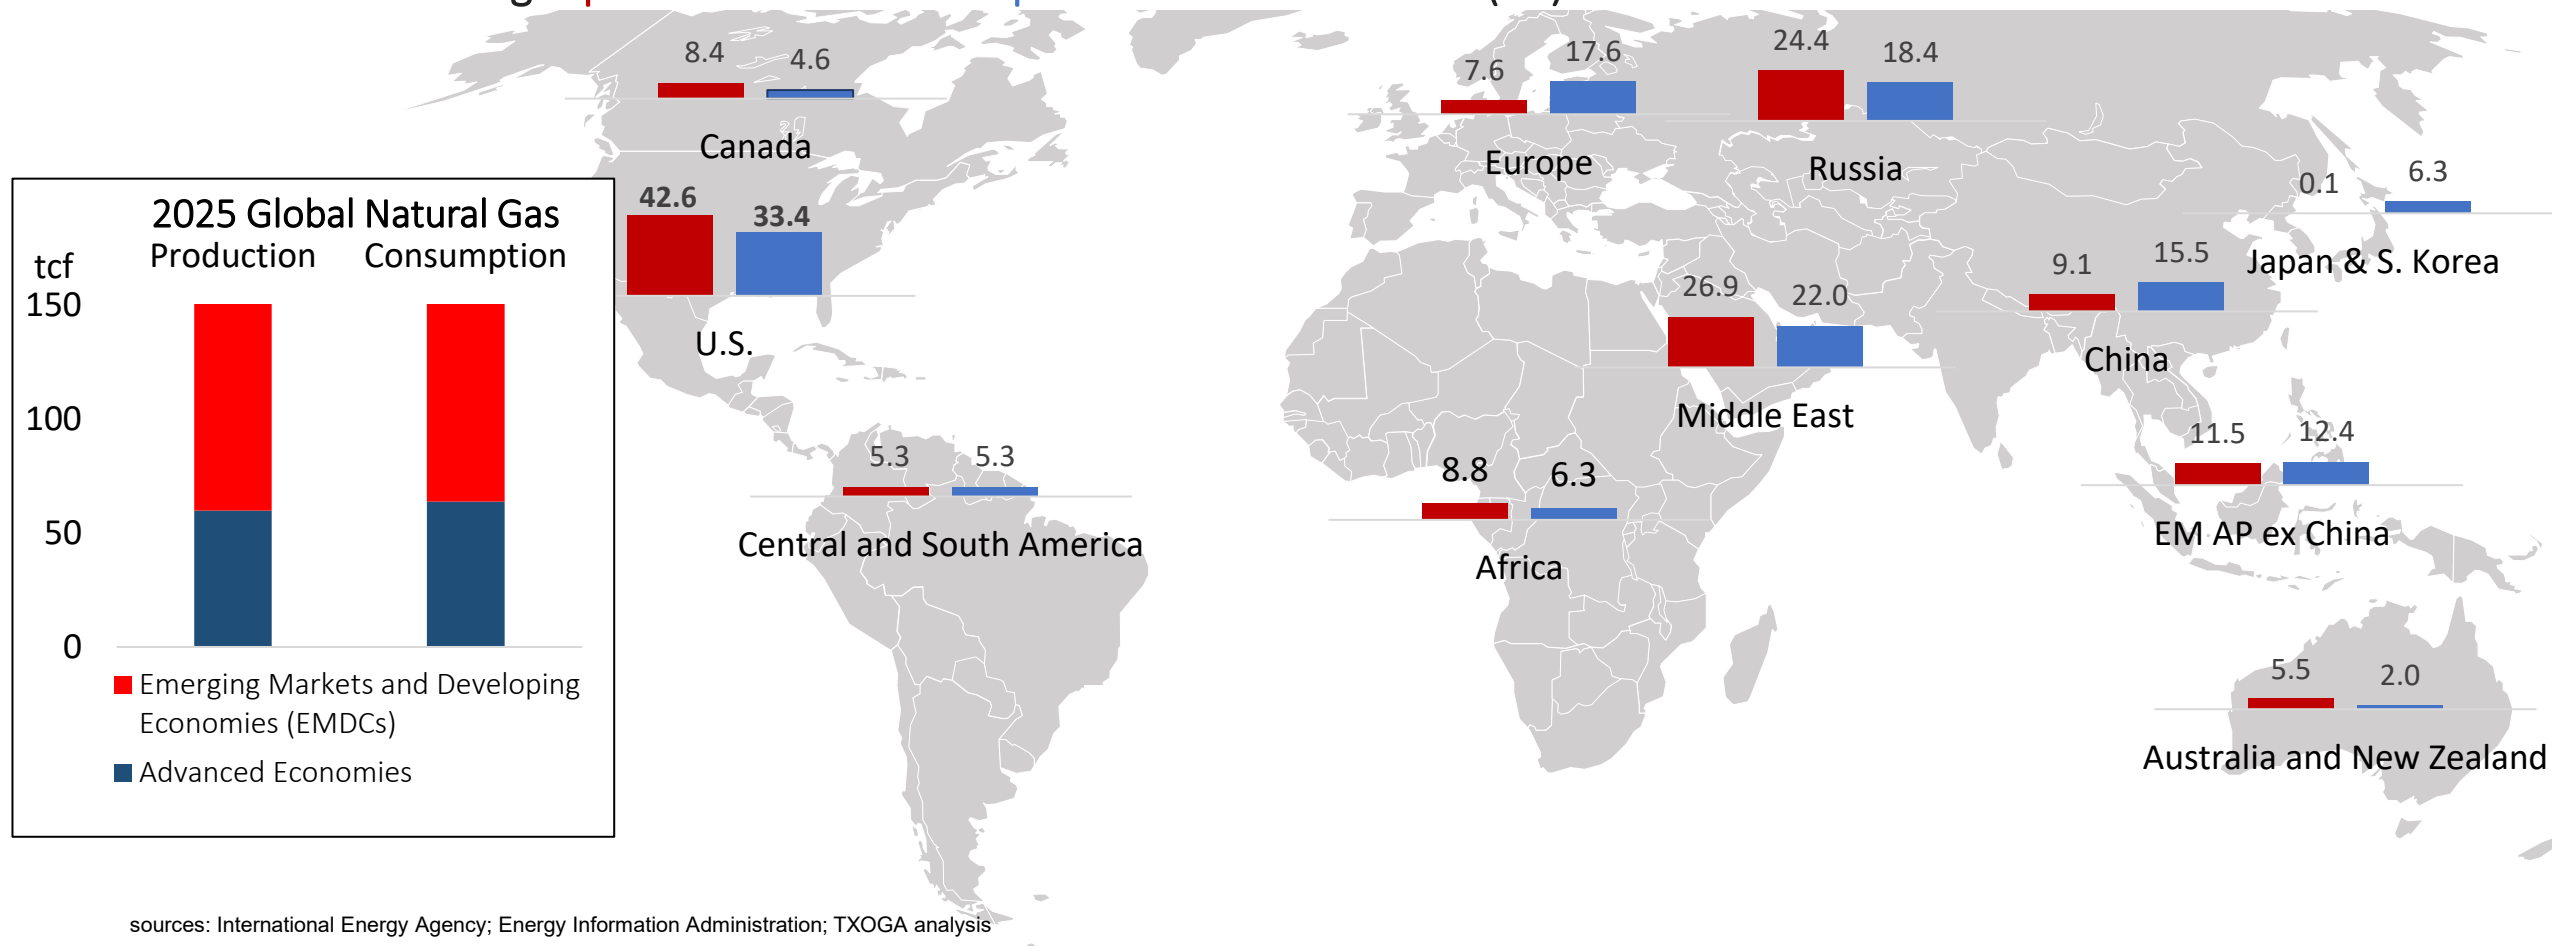 8.4
4.6
Canada
7.6
17.6
Europe
24.4
18.4
Russia
0.1
6.3
Japan & S. Korea
42.6
33.4
U.S.
26.9
22.0
Middle East
9.1
15.5
China
5.3
5.3
Central and South America
8.8
6.3
Africa
11.5
12.4
EM AP ex China
5.5
2.0
Australia and New Zealand
2025 Global Natural Gas
Production Consumption
tcf
150
100
50
0
Emerging Markets and Developing
Economies (EMDCs)
Advanced Economies
sources: International Energy Agency; Energy Information Administration; TXOGA analysis